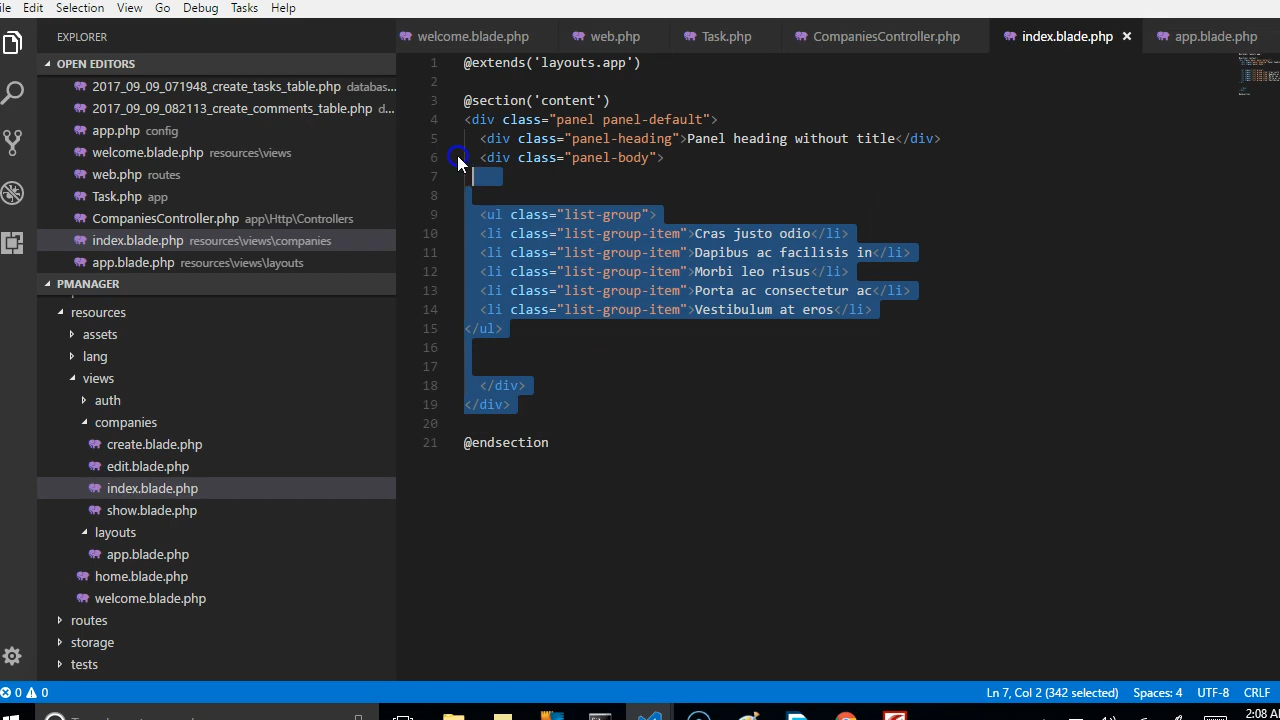 ile Edit Selection View Go Debug Tasks Help
EXPLORER
OPEN EDITORS
2017_09_09_071948_create_tasks_table.php databas...
2017_09_09_082113_create_comments_table.php d...
app.php config
welcome.blade.php resources\views
web.php routes
Task.php app
CompaniesController.php app\Http\Controllers
index.blade.php resources\views\companies
app.blade.php resources\views\layouts
PMANAGER
resources
assets
lang
views
auth
companies
create.blade.php
edit.blade.php
index.blade.php
show.blade.php
layouts
app.blade.php
home.blade.php
welcome.blade.php
routes
storage
tests
welcome.blade.php web.php Task.php CompaniesController.php index.blade.php × app.blade.php
1 @extends('layouts.app')
2
3 @section('content')
4 <div class="panel panel-default">
5 <div class="panel-heading">Panel heading without title</div>
6 <div class="panel-body">
7
8
9 <ul class="list-group">
10 <li class="list-group-item">Cras justo odio</li>
11 <li class="list-group-item">Dapibus ac facilisis in</li>
12 <li class="list-group-item">Morbi leo risus</li>
13 <li class="list-group-item">Porta ac consectetur ac</li>
14 <li class="list-group-item">Vestibulum at eros</li>
15 </ul>
16
17
18 </div>
19 </div>
20
21 @endsection
0 0 Ln 7, Col 2 (342 selected) Spaces: 4 UTF-8 CRLF
2:08 AM